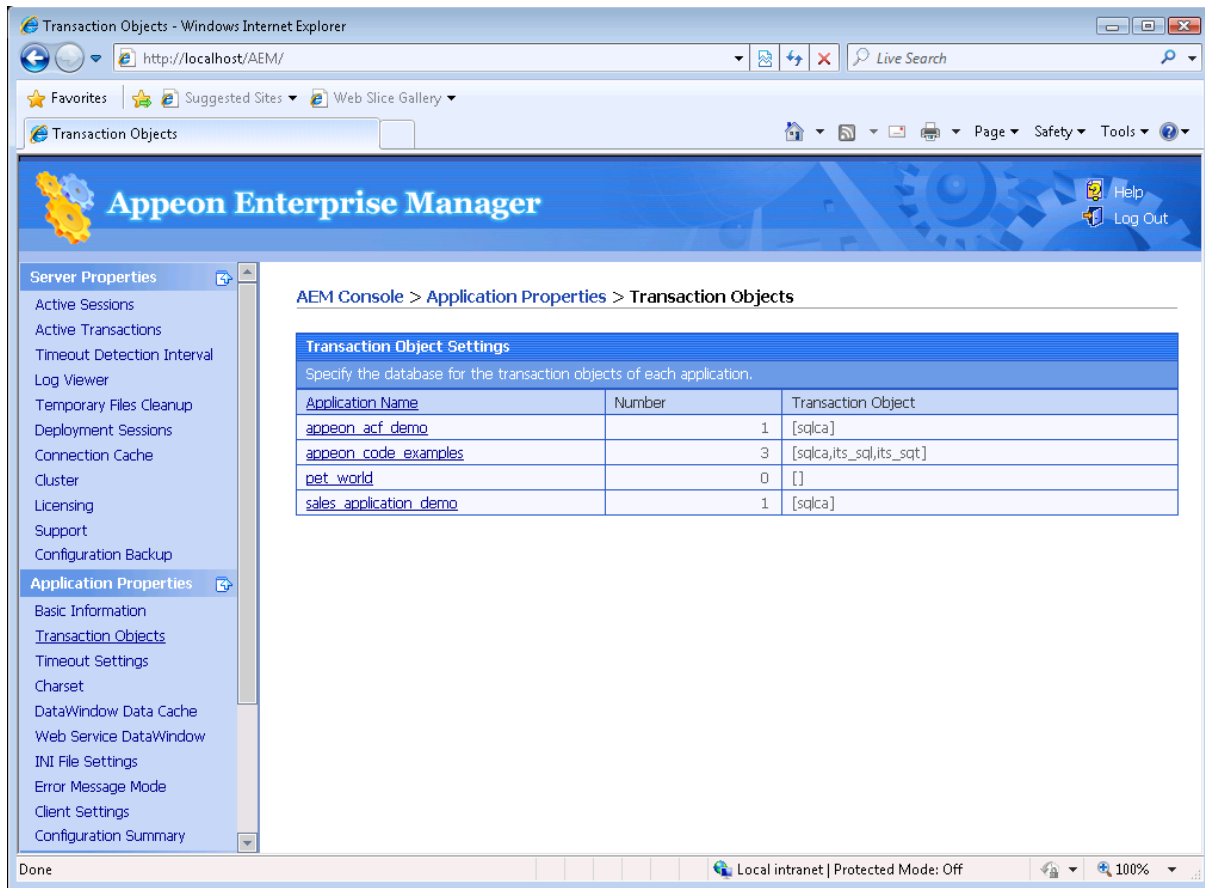 Transaction Objects - Windows Internet Explorer
http://localhost/AEM/
Live Search
Favorites Suggested Sites Web Slice Gallery
Transaction Objects
Page Safety Tools
Appeon Enterprise Manager
Help
Log Out
Server Properties
Active Sessions
Active Transactions
Timeout Detection Interval
Log Viewer
Temporary Files Cleanup
Deployment Sessions
Connection Cache
Cluster
Licensing
Support
Configuration Backup
Application Properties
Basic Information
Transaction Objects
Timeout Settings
Charset
DataWindow Data Cache
Web Service DataWindow
INI File Settings
Error Message Mode
Client Settings
Configuration Summary
AEM Console > Application Properties > Transaction Objects
Transaction Object Settings
Specify the database for the transaction objects of each application.
Application Name Number Transaction Object
appeon_acf_demo 1 [sqlca]
appeon_code_examples 3 [sqlca,its_sql,its_sqt]
pet_world 0 []
sales_application_demo 1 [sqlca]
Done
Local intranet | Protected Mode: Off
100%